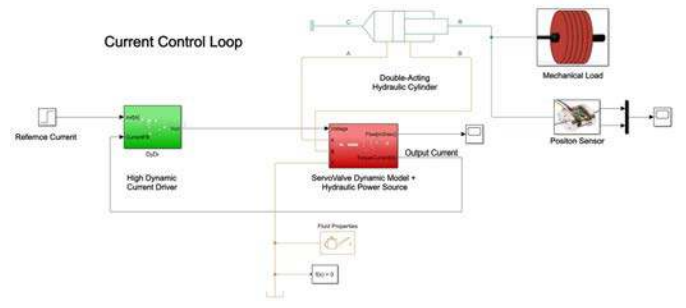 Current Control Loop
C
R
A
B
Double-Acting
Hydraulic Cylinder
Mechanical Load
Refernce Current
High Dynamic
Current Driver
Voltage
A
B
ServoValve Dynamic Model +
Hydraulic Power Source
Output Current
Positon Sensor
Fluid Properties
f(x) = 0